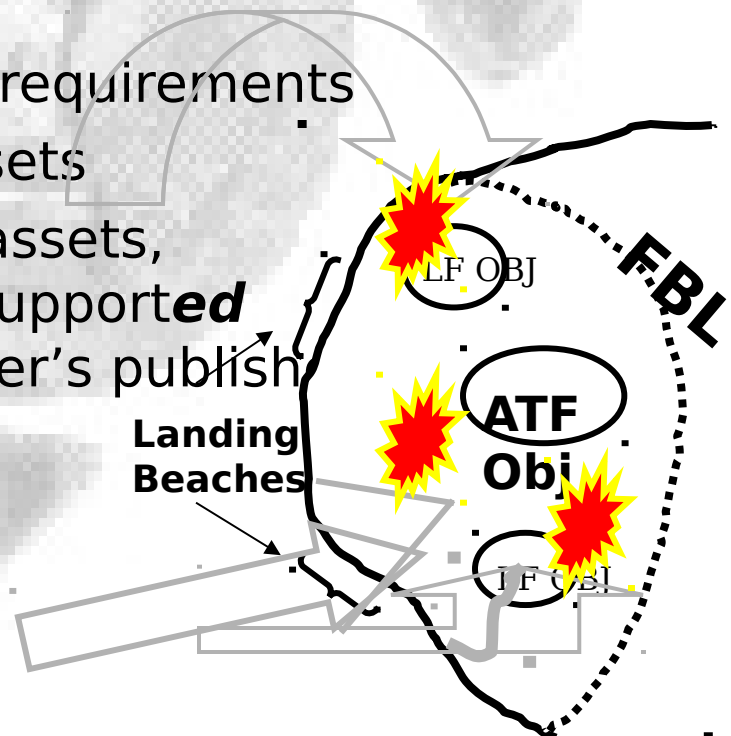 requirements
sets
assets,
upported
er’s publish
LF OBJ
FBL
ATF
Obj
Landing
Beaches